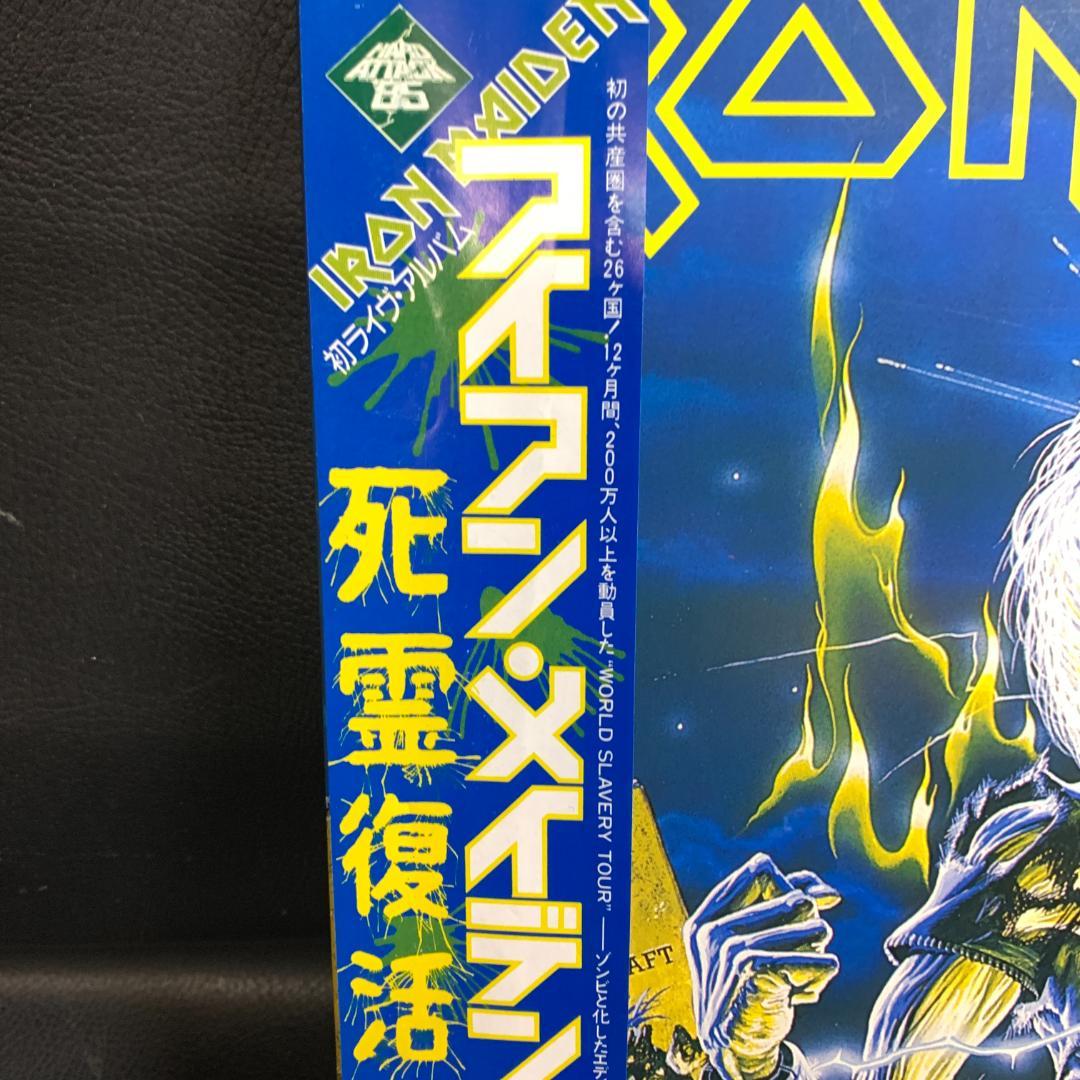 HARD
ATTACK
'85
IRON MAIDEN
初ライヴ・アルバム
アイアン・メイデン
死霊復活
初の共産圏を含む26ヶ国!12ヶ月間、200万人以上を動員した“WORLD SLAVERY TOUR”──ゾンビと化したエデ
RON
AFT